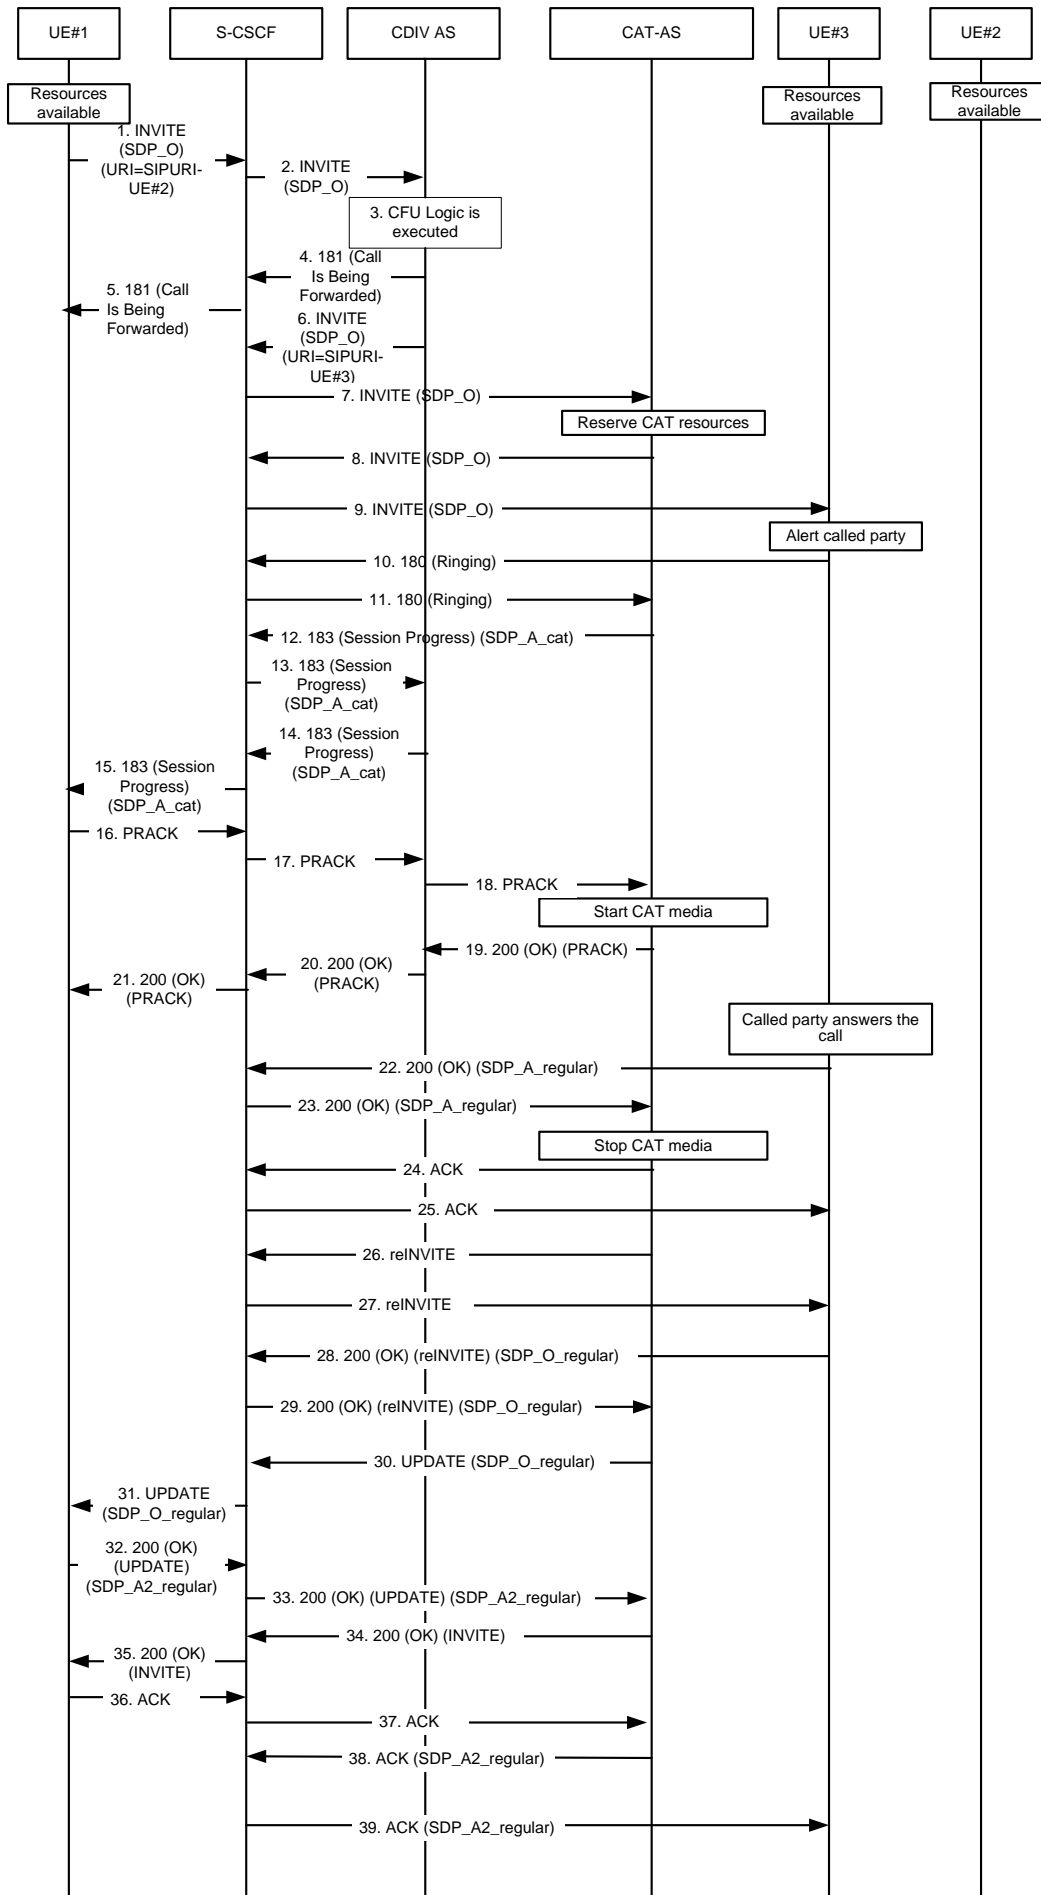 UE#1
S-CSCF
CDIV AS
CAT-AS
UE#3
UE#2
Resources
available
Resources
available
Resources
available
1. INVITE
(SDP_O)
(URI=SIPURI-
UE#2)
2. INVITE
(SDP_O)
3. CFU Logic is
executed
4. 181 (Call
Is Being
Forwarded)
5. 181 (Call
Is Being
Forwarded)
6. INVITE
(SDP_O)
(URI=SIPURI-
UE#3)
7. INVITE (SDP_O)
Reserve CAT resources
8. INVITE (SDP_O)
9. INVITE (SDP_O)
Alert called party
10. 180 (Ringing)
11. 180 (Ringing)
12. 183 (Session Progress) (SDP_A_cat)
13. 183 (Session
Progress)
(SDP_A_cat)
14. 183 (Session
Progress)
(SDP_A_cat)
15. 183 (Session
Progress)
(SDP_A_cat)
16. PRACK
17. PRACK
18. PRACK
Start CAT media
19. 200 (OK) (PRACK)
20. 200 (OK)
(PRACK)
21. 200 (OK)
(PRACK)
Called party answers the
call
22. 200 (OK) (SDP_A_regular)
23. 200 (OK) (SDP_A_regular)
Stop CAT media
24. ACK
25. ACK
26. reINVITE
27. reINVITE
28. 200 (OK) (reINVITE) (SDP_O_regular)
29. 200 (OK) (reINVITE) (SDP_O_regular)
30. UPDATE (SDP_O_regular)
31. UPDATE
(SDP_O_regular)
32. 200 (OK)
(UPDATE)
(SDP_A2_regular)
33. 200 (OK) (UPDATE) (SDP_A2_regular)
34. 200 (OK) (INVITE)
35. 200 (OK)
(INVITE)
36. ACK
37. ACK
38. ACK (SDP_A2_regular)
39. ACK (SDP_A2_regular)